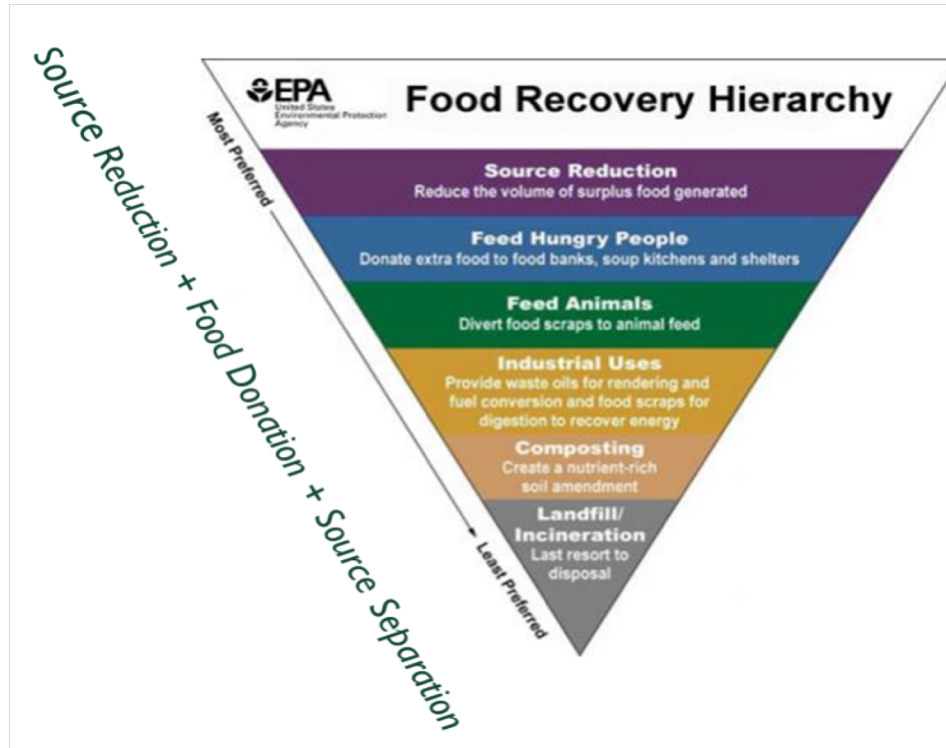 Source Reduction + Food Donation + Source Separation
EPA
United States
Environmental Protection
Agency
Food Recovery Hierarchy
Most Preferred
Source Reduction
Reduce the volume of surplus food generated
Feed Hungry People
Donate extra food to food banks, soup kitchens and shelters
Feed Animals
Divert food scraps to animal feed
Industrial Uses
Provide waste oils for rendering and
fuel conversion and food scraps for
digestion to recover energy
Composting
Create a nutrient-rich
soil amendment
Landfill/
Incineration
Last resort to
disposal
Least Preferred